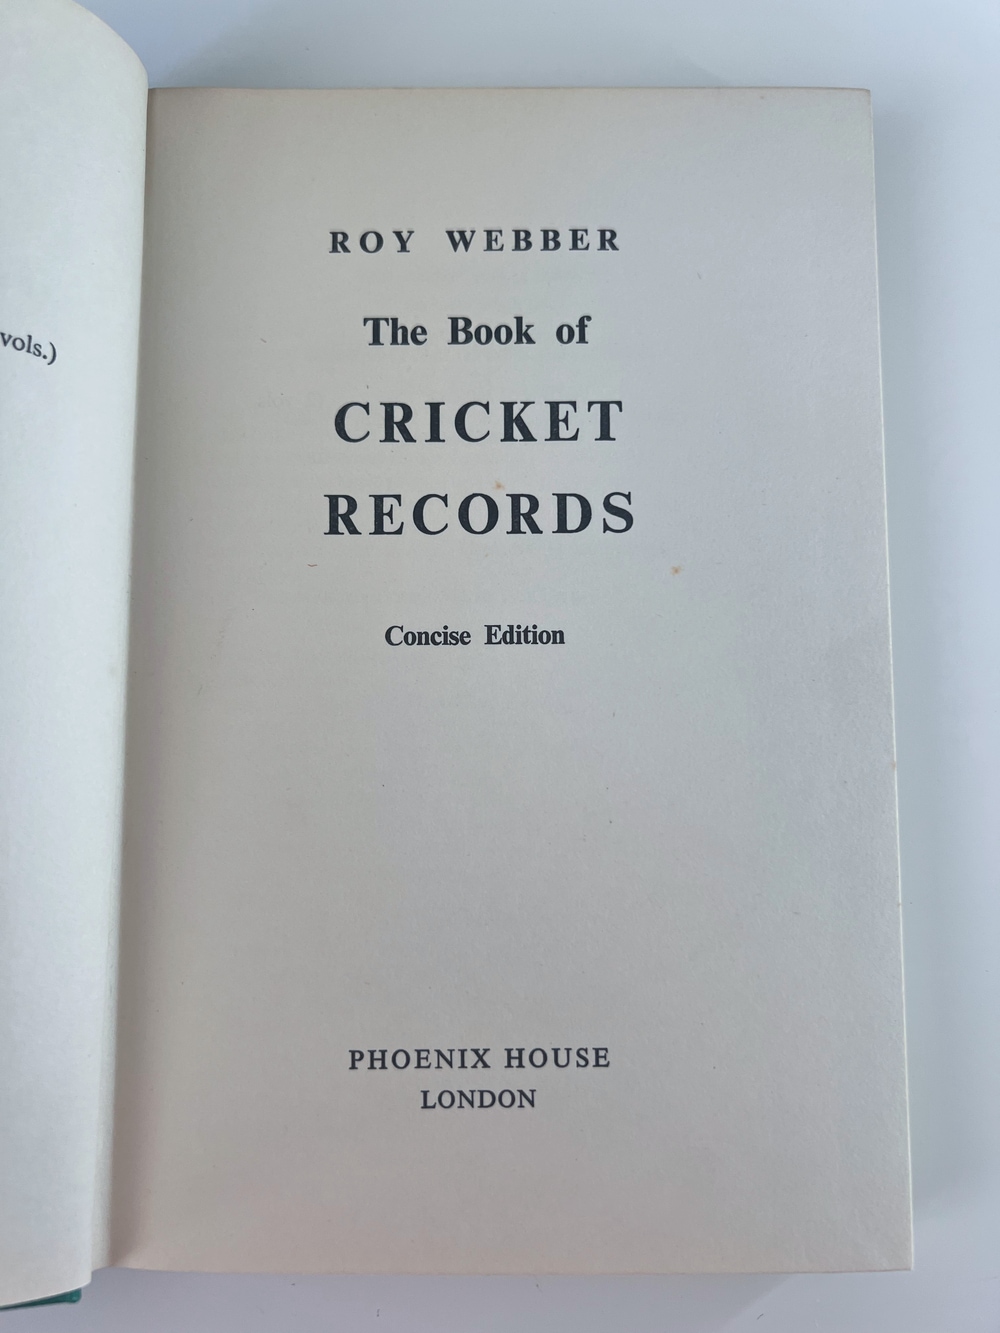 vols.)
ROY WEBBER
The Book of
CRICKET
RECORDS
Concise Edition
PHOENIX HOUSE
LONDON